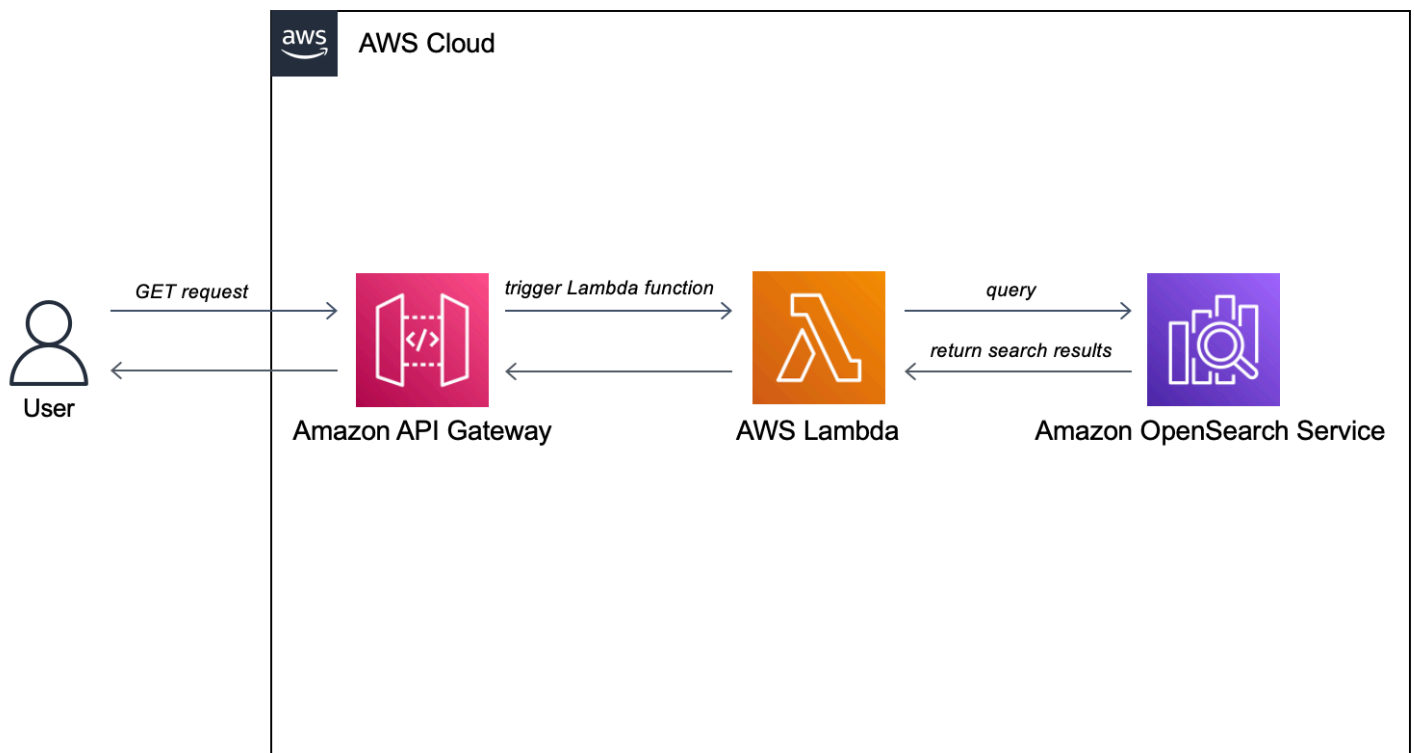 aws
AWS Cloud
GET request
trigger Lambda function
query
return search results
</>
User
Amazon API Gateway
AWS Lambda
Amazon OpenSearch Service